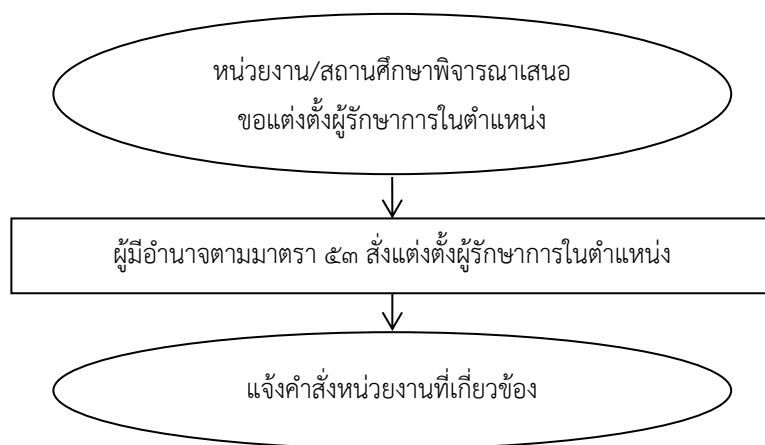 หน่วยงาน/สถานศึกษาพิจารณาเสนอ
ขอแต่งตั้งผู้รักษาการในตำแหน่ง
ผู้มีอำนาจตามมาตรา ๕๓ สั่งแต่งตั้งผู้รักษาการในตำแหน่ง
แจ้งคำสั่งหน่วยงานที่เกี่ยวข้อง